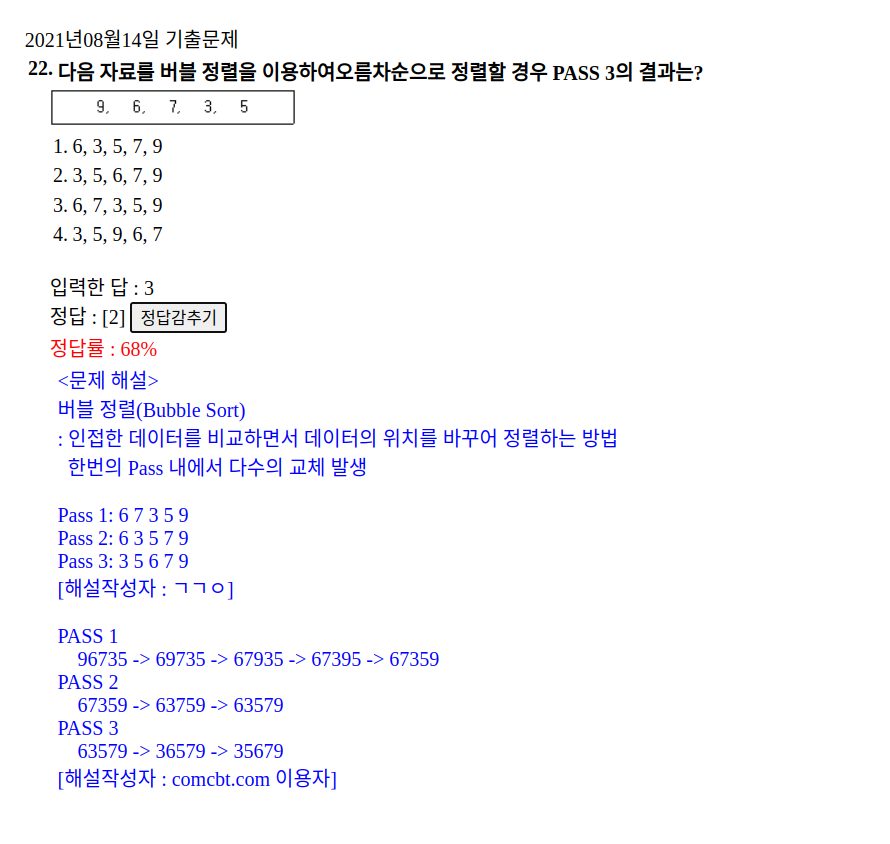 2021년08월14일 기출문제
22. 다음 자료를 버블 정렬을 이용하여오름차순으로 정렬할 경우 PASS 3의 결과는?
9, 6, 7, 3, 5
1. 6, 3, 5, 7, 9
2. 3, 5, 6, 7, 9
3. 6, 7, 3, 5, 9
4. 3, 5, 9, 6, 7
입력한 답 : 3
정답 : [2] 정답감추기
정답률 : 68%
<문제 해설>
버블 정렬(Bubble Sort)
: 인접한 데이터를 비교하면서 데이터의 위치를 바꾸어 정렬하는 방법
한번의 Pass 내에서 다수의 교체 발생
Pass 1: 6 7 3 5 9
Pass 2: 6 3 5 7 9
Pass 3: 3 5 6 7 9
[해설작성자 : ㄱㄱㅇ]
PASS 1
96735 -> 69735 -> 67935 -> 67395 -> 67359
PASS 2
67359 -> 63759 -> 63579
PASS 3
63579 -> 36579 -> 35679
[해설작성자 : comcbt.com 이용자]